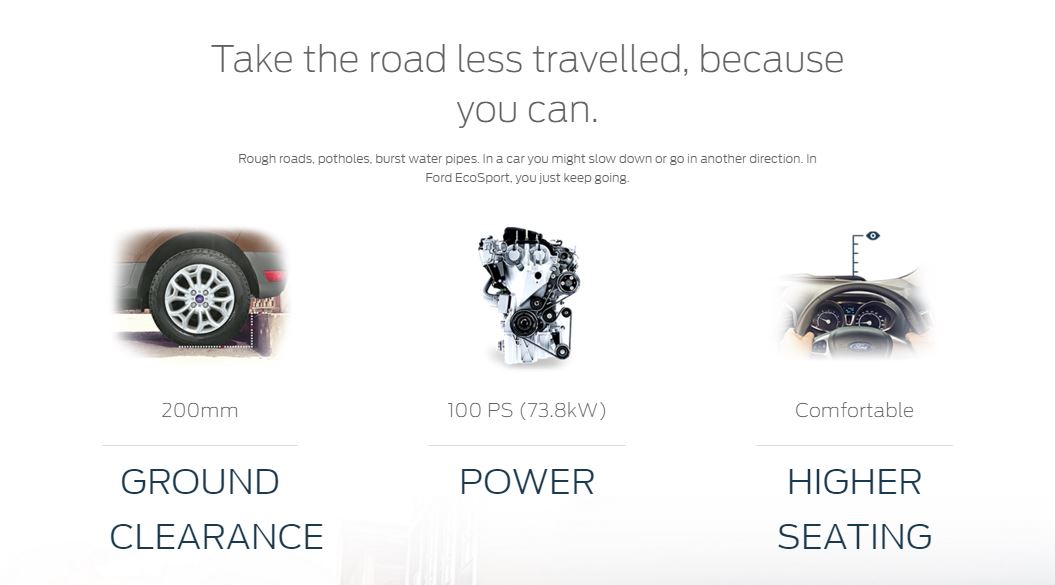 Take the road less travelled, because
you can.
Rough roads, potholes, burst water pipes. In a car you might slow down or go in another direction. In
Ford EcoSport, you just keep going.
Ford
200mm
100 PS (73.8kW)
Comfortable
GROUND
CLEARANCE
POWER
HIGHER
SEATING